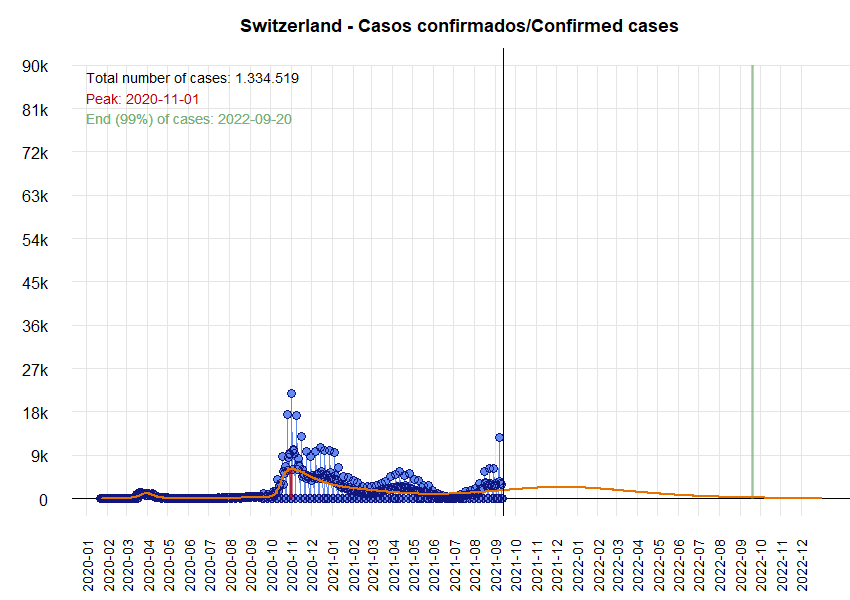 Switzerland - Casos confirmados/Confirmed cases
90k
Total number of cases: 1.334.519
Peak: 2020-11-01
End (99%) of cases: 2022-09-20
81k
72k
63k
54k
45k
36k
27k
18k
9k
0
2020-01
2020-02
2020-03
2020-04
2020-05
2020-06
2020-07
2020-08
2020-09
2020-10
2020-11
2020-12
2021-01
2021-02
2021-03
2021-04
2021-05
2021-06
2021-07
2021-08
2021-09
2021-10
2021-11
2021-12
2022-01
2022-02
2022-03
2022-04
2022-05
2022-06
2022-07
2022-08
2022-09
2022-10
2022-11
2022-12